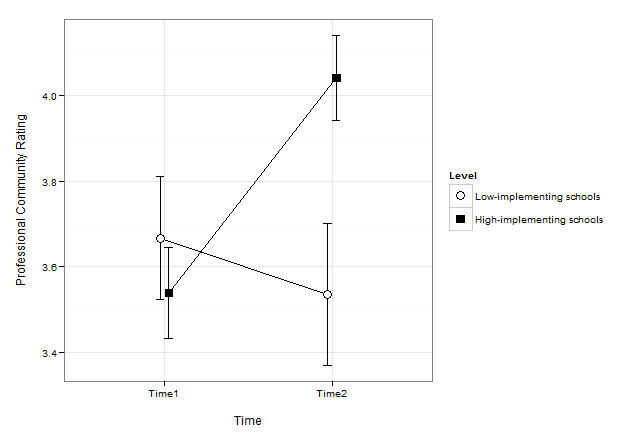 Professional Community Rating
4.0
3.8
3.6
3.4
Time1
Time2
Time
Level
Low-implementing schools
High-implementing schools